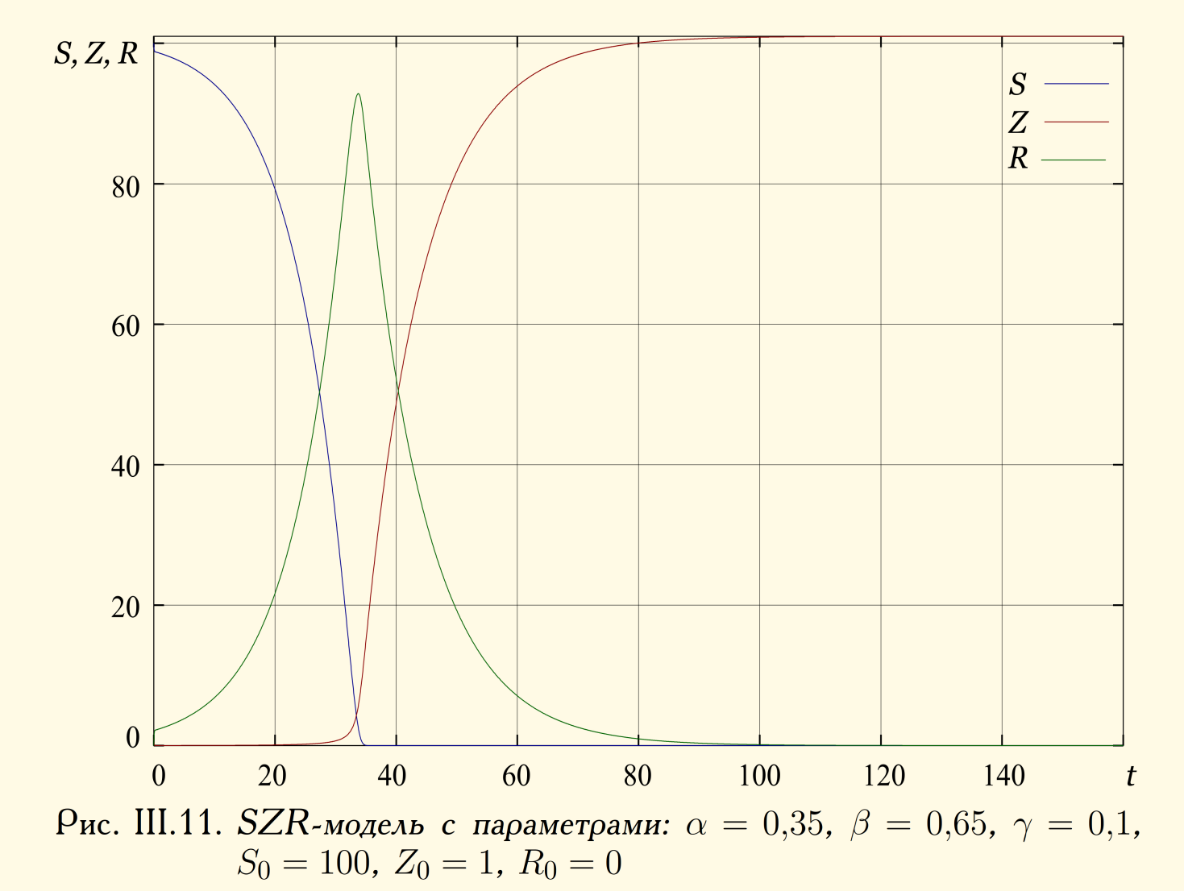 S, Z, R
S
Z
R
80
60
40
20
0
0 20 40 60 80 100 120 140 t
Рис. III.11. SZR-модель с параметрами: α = 0,35, β = 0,65, γ = 0,1,
S₀ = 100, Z₀ = 1, R₀ = 0